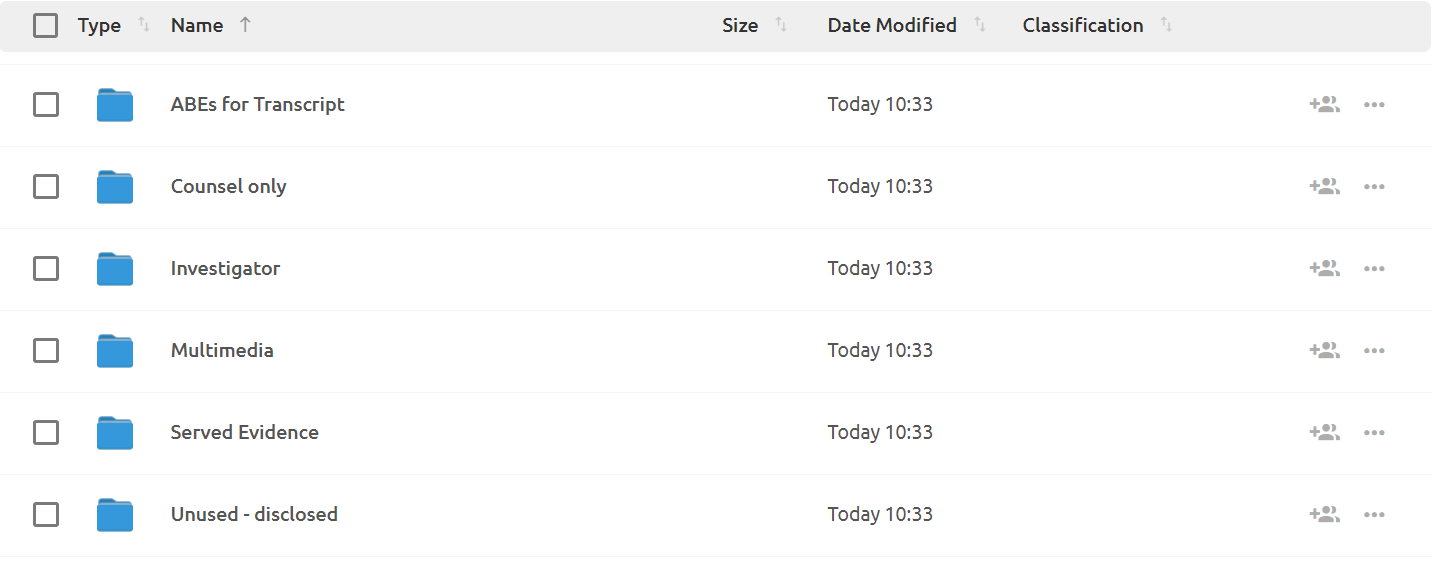 Type Name Size Date Modified Classification
ABEs for Transcript Today 10:33
Counsel only Today 10:33
Investigator Today 10:33
Multimedia Today 10:33
Served Evidence Today 10:33
Unused - disclosed Today 10:33